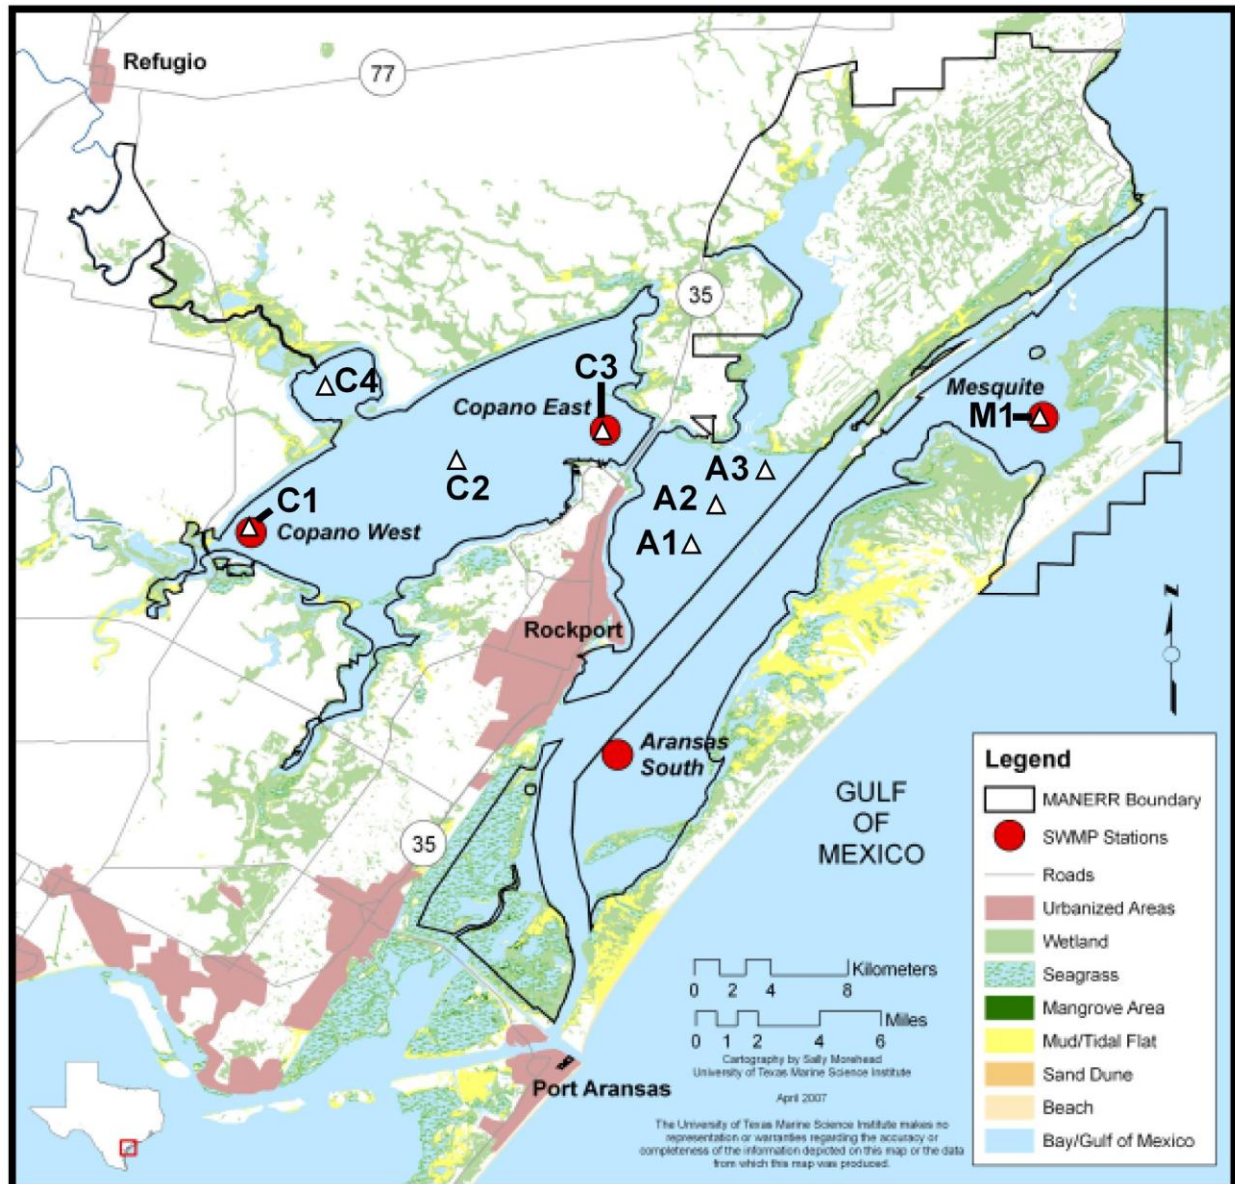 Refugio
77
35
C4
C3
Copano East
Mesquite
M1
C2
A3
A2
C1
Copano West
A1
Rockport
Aransas
South
35
GULF
OF
MEXICO
Port Aransas
Kilometers
0 2 4 8
Miles
0 1 2 4 6
Cartography by Sally Morehead
University of Texas Marine Science Institute
April 2007
The University of Texas Marine Science Institute makes no
representation or warranties regarding the accuracy or
completeness of the information depicted on this map or the data
from which this map was produced.
N
Legend
MANERR Boundary
SWMP Stations
Roads
Urbanized Areas
Wetland
Seagrass
Mangrove Area
Mud/Tidal Flat
Sand Dune
Beach
Bay/Gulf of Mexico